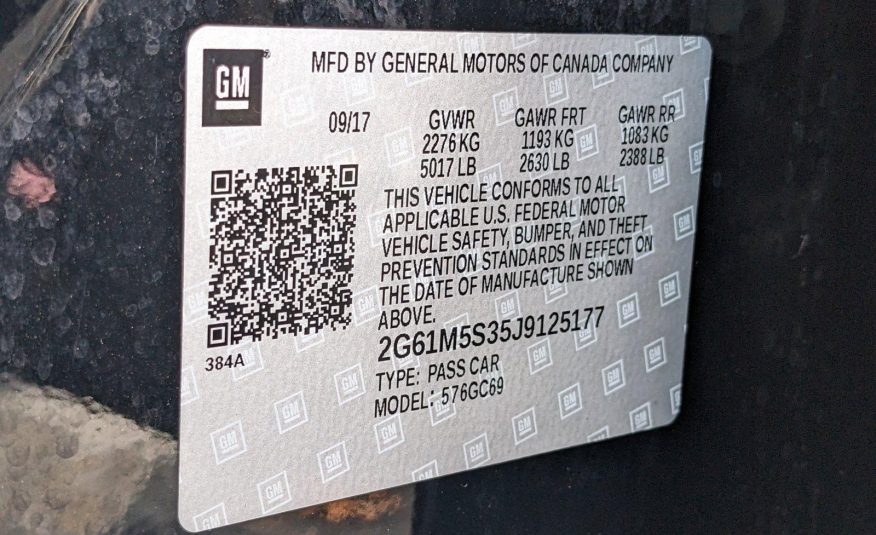 GM
MFD BY GENERAL MOTORS OF CANADA COMPANY
09/17 GVWR GAWR FRT GAWR RR
2276 KG 1193 KG 1083 KG
5017 LB 2630 LB 2388 LB
THIS VEHICLE CONFORMS TO ALL
APPLICABLE U.S. FEDERAL MOTOR
VEHICLE SAFETY, BUMPER, AND THEFT
PREVENTION STANDARDS IN EFFECT ON
THE DATE OF MANUFACTURE SHOWN
ABOVE.
2G61M5S35J9125177
384A
TYPE: PASS CAR
MODEL: 576GC69